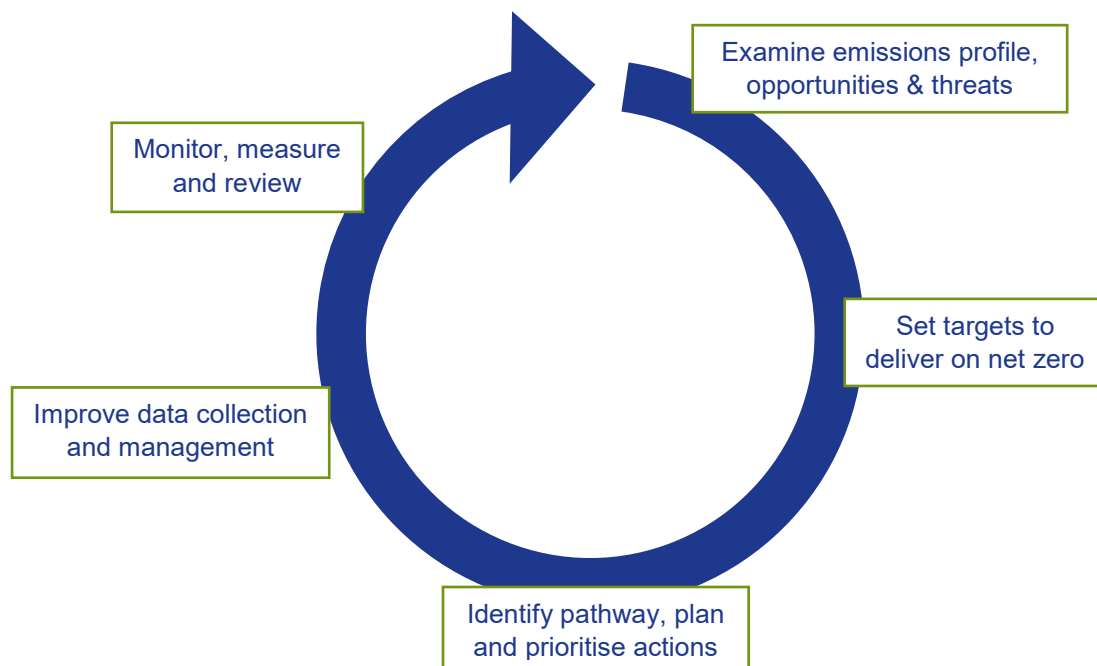 Examine emissions profile,
opportunities & threats
Set targets to
deliver on net zero
Identify pathway, plan
and prioritise actions
Improve data collection
and management
Monitor, measure
and review